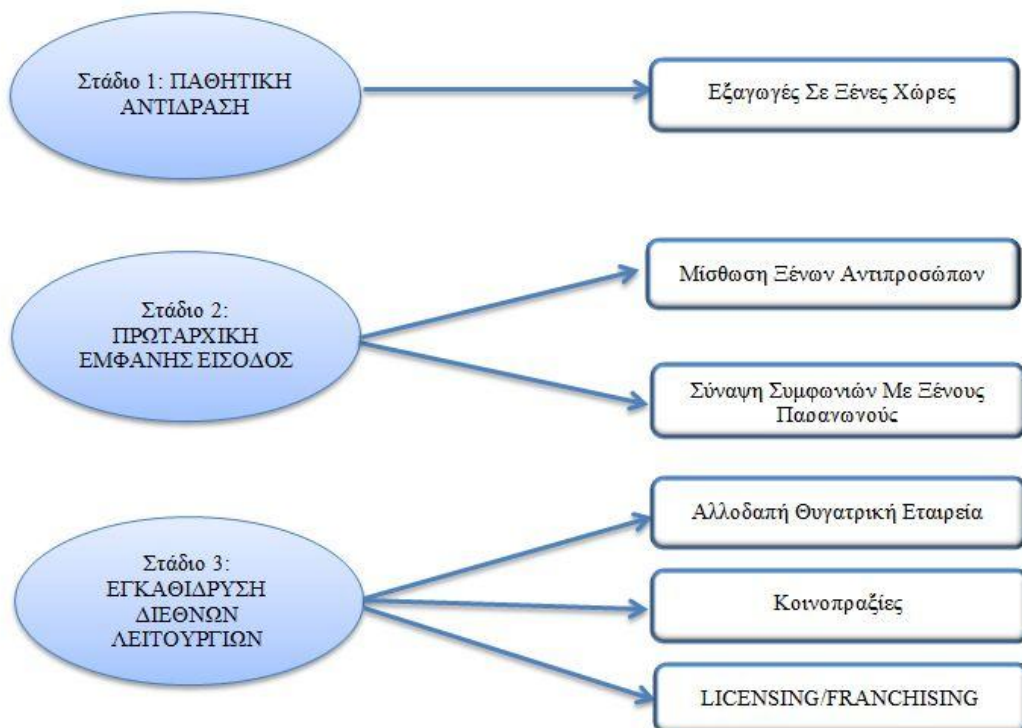 Στάδιο 1: ΠΑΘΗΤΙΚΗ
ΑΝΤΙΔΡΑΣΗ
Εξαγωγές Σε Ξένες Χώρες
Στάδιο 2:
ΠΡΩΤΑΡΧΙΚΗ
ΕΜΦΑΝΗΣ ΕΙΣΟΔΟΣ
Μίσθωση Ξένων Αντιπροσώπων
Σύναψη Συμφωνιών Με Ξένους
Παραγωγούς
Στάδιο 3:
ΕΓΚΑΘΙΔΡΥΣΗ
ΔΙΕΘΝΩΝ
ΛΕΙΤΟΥΡΓΙΩΝ
Αλλοδαπή Θυγατρική Εταιρεία
Κοινοπραξίες
LICENSING/FRANCHISING